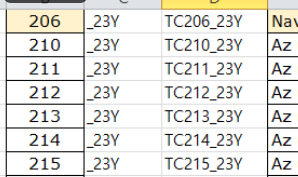 206 _23Y TC206_23Y Nav
210 _23Y TC210_23Y Az
211 _23Y TC211_23Y Az
212 _23Y TC212_23Y Az
213 _23Y TC213_23Y Az
214 _23Y TC214_23Y Az
215 _23Y TC215_23Y Az